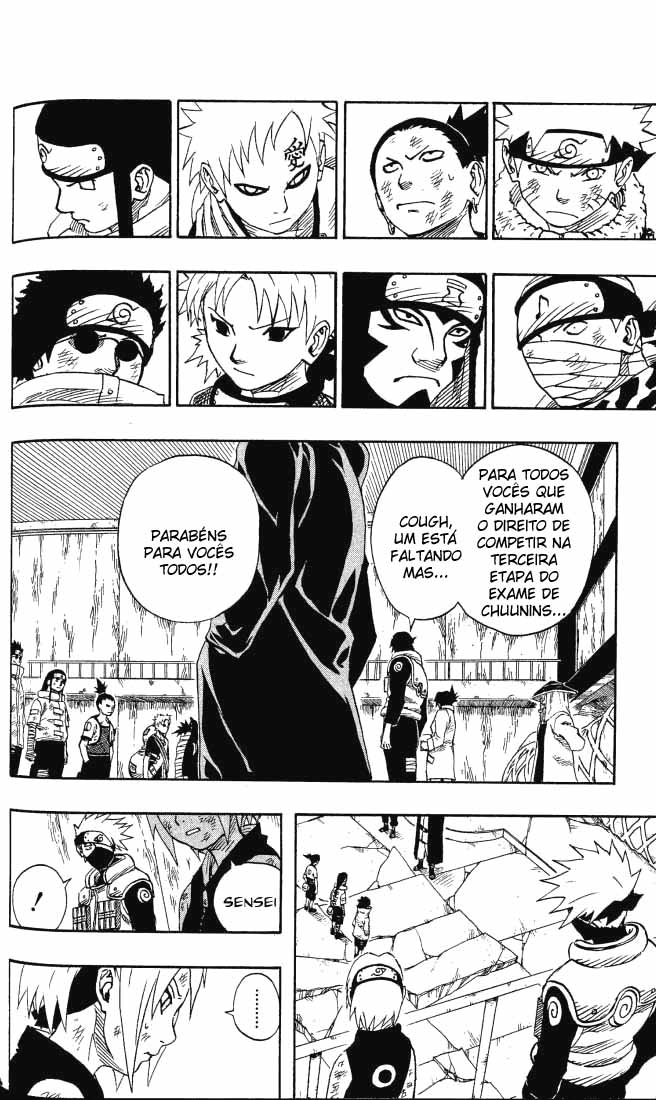 愛
PARA TODOS
VOCÊS QUE
GANHARAM
O DIREITO DE
COMPETIR NA
TERCEIRA
ETAPA DO
EXAME DE
CHUUNINS...
COUGH,
UM ESTÁ
FALTANDO
MAS...
PARABÉNS
PARA VOCÊS
TODOS!!
SENSEI
!
.......